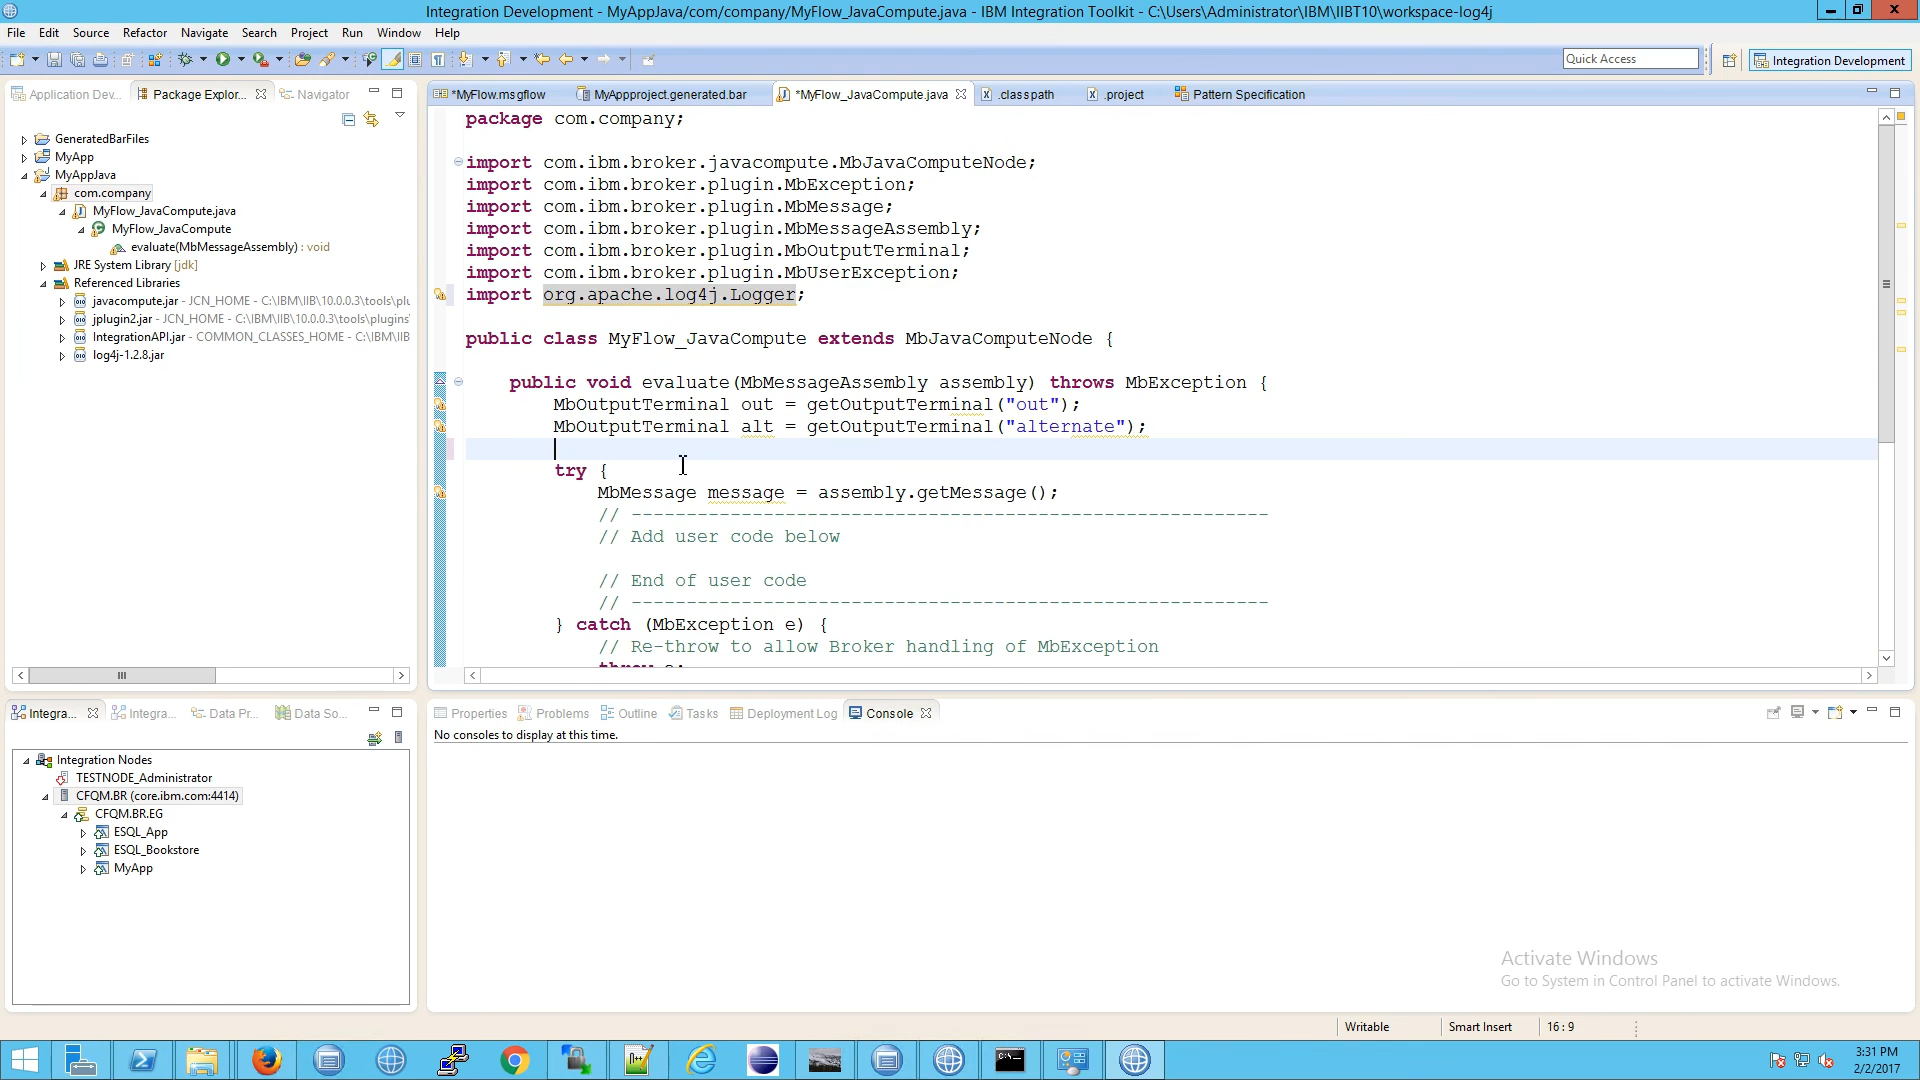 Integration Development - MyAppJava/com/company/MyFlow_JavaCompute.java - IBM Integration Toolkit - C:\Users\Administrator\IBM\IIBT10\workspace-log4j
File Edit Source Refactor Navigate Search Project Run Window Help
Quick Access
Integration Development
Application Dev...
Package Explor...
Navigator
GeneratedBarFiles
MyApp
MyAppJava
com.company
MyFlow_JavaCompute.java
MyFlow_JavaCompute
evaluate(MbMessageAssembly) : void
JRE System Library [jdk]
Referenced Libraries
javacompute.jar - JCN_HOME - C:\IBM\IIB\10.0.0.3\tools\plu
jplugin2.jar - JCN_HOME - C:\IBM\IIB\10.0.0.3\tools\plugins
IntegrationAPI.jar - COMMON_CLASSES_HOME - C:\IBM\IIB
log4j-1.2.8.jar
*MyFlow.msgflow
MyAppproject.generated.bar
*MyFlow_JavaCompute.java
.classpath
.project
Pattern Specification
package com.company;
import com.ibm.broker.javacompute.MbJavaComputeNode;
import com.ibm.broker.plugin.MbException;
import com.ibm.broker.plugin.MbMessage;
import com.ibm.broker.plugin.MbMessageAssembly;
import com.ibm.broker.plugin.MbOutputTerminal;
import com.ibm.broker.plugin.MbUserException;
import org.apache.log4j.Logger;
public class MyFlow_JavaCompute extends MbJavaComputeNode {
public void evaluate(MbMessageAssembly assembly) throws MbException {
MbOutputTerminal out = getOutputTerminal("out");
MbOutputTerminal alt = getOutputTerminal("alternate");
try {
MbMessage message = assembly.getMessage();
// ----------------------------------------------------------
// Add user code below
// End of user code
// ----------------------------------------------------------
} catch (MbException e) {
// Re-throw to allow Broker handling of MbException
throw e;
Integra...
Integra...
Data Pr...
Data So...
Integration Nodes
TESTNODE_Administrator
CFQM.BR (core.ibm.com:4414)
CFQM.BR.EG
ESQL_App
ESQL_Bookstore
MyApp
Properties
Problems
Outline
Tasks
Deployment Log
Console
No consoles to display at this time.
Activate Windows
Go to System in Control Panel to activate Windows.
Writable
Smart Insert
16 : 9
3:31 PM
2/2/2017